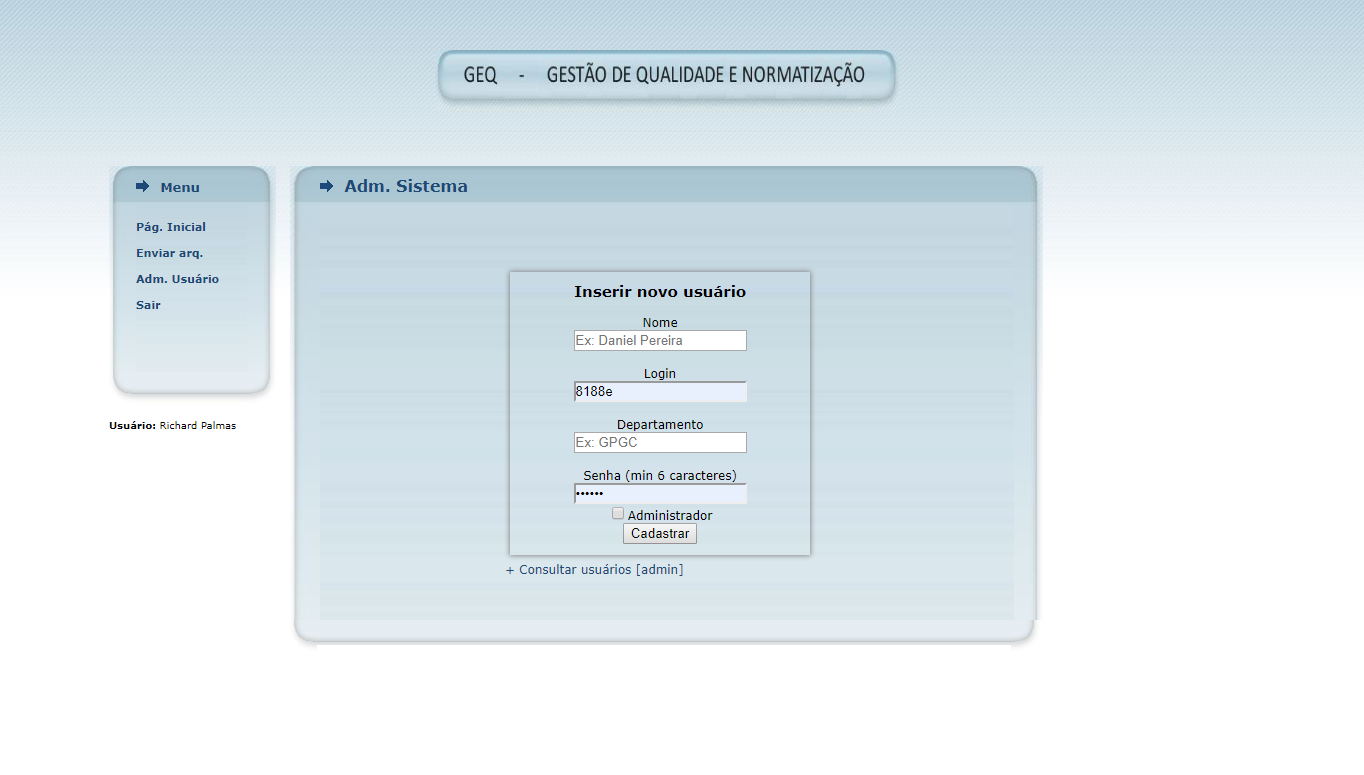 GEQ - GESTÃO DE QUALIDADE E NORMATIZAÇÃO
Menu
Pág. Inicial
Enviar arq.
Adm. Usuário
Sair
Usuário: Richard Palmas
Adm. Sistema
Inserir novo usuário
Nome
Ex: Daniel Pereira
Login
8188e
Departamento
Ex: GPGC
Senha (min 6 caracteres)
••••••
Administrador
Cadastrar
+ Consultar usuários [admin]